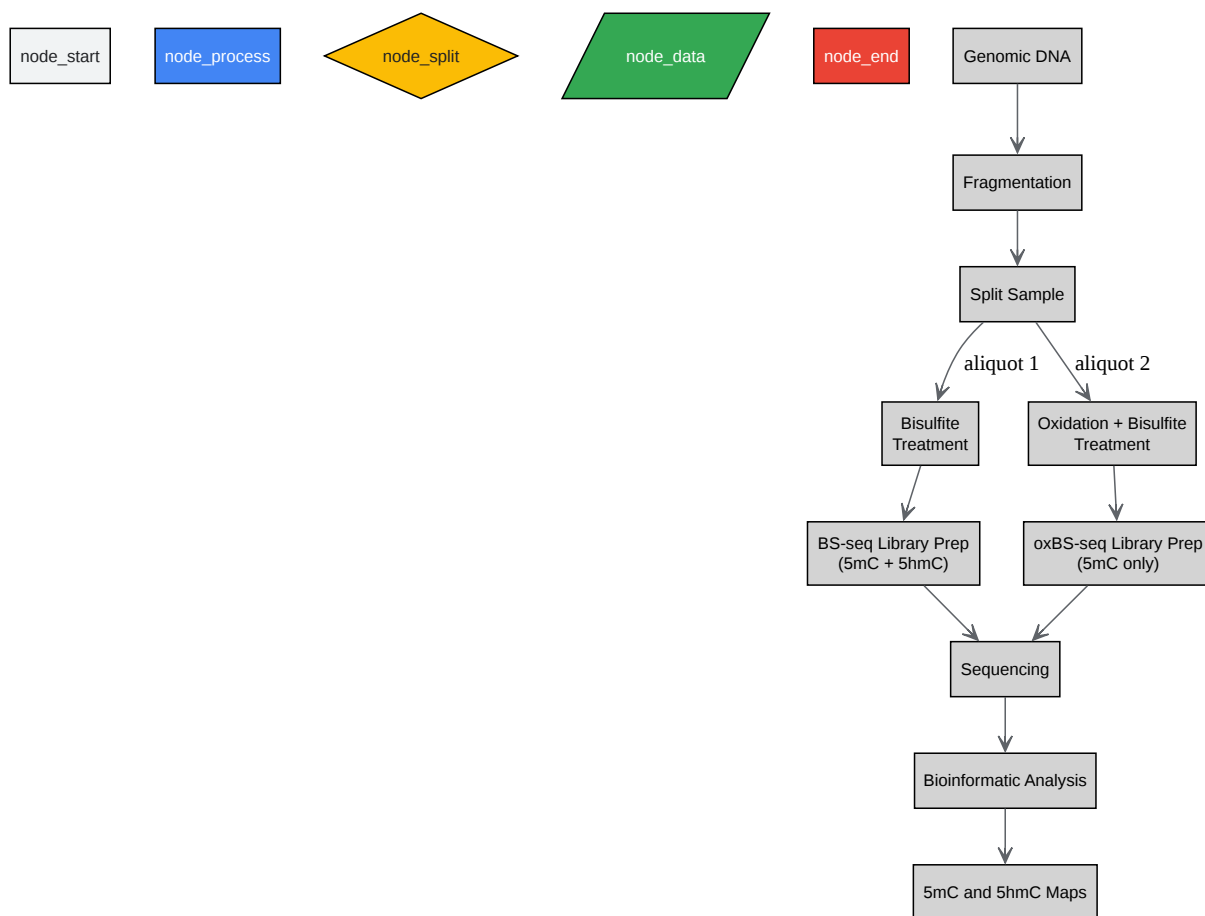 node_start
node_process
node_split
node_data
node_end
Genomic DNA
Fragmentation
Split Sample
aliquot 1
aliquot 2
Bisulfite
Treatment
Oxidation + Bisulfite
Treatment
BS-seq Library Prep
(5mC + 5hmC)
oxBS-seq Library Prep
(5mC only)
Sequencing
Bioinformatic Analysis
5mC and 5hmC Maps